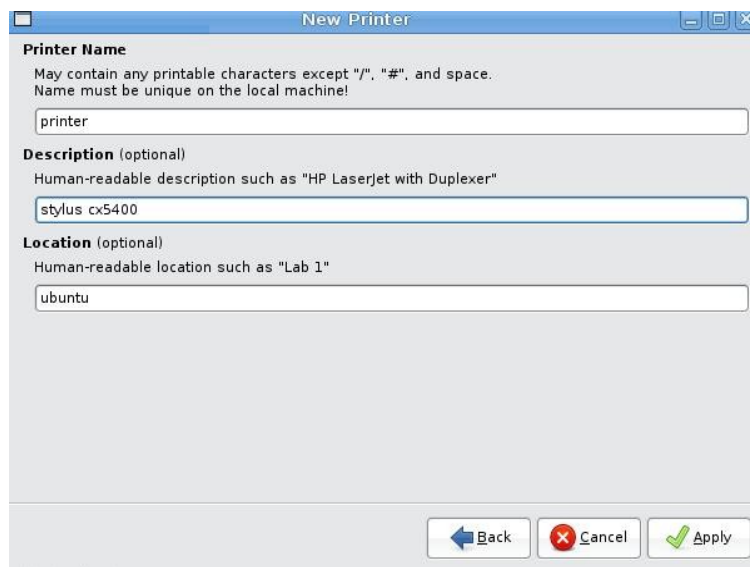 New Printer
Printer Name
May contain any printable characters except "/", "#", and space.
Name must be unique on the local machine!
printer
Description (optional)
Human-readable description such as "HP LaserJet with Duplexer"
stylus cx5400
Location (optional)
Human-readable location such as "Lab 1"
ubuntu
Back Cancel Apply